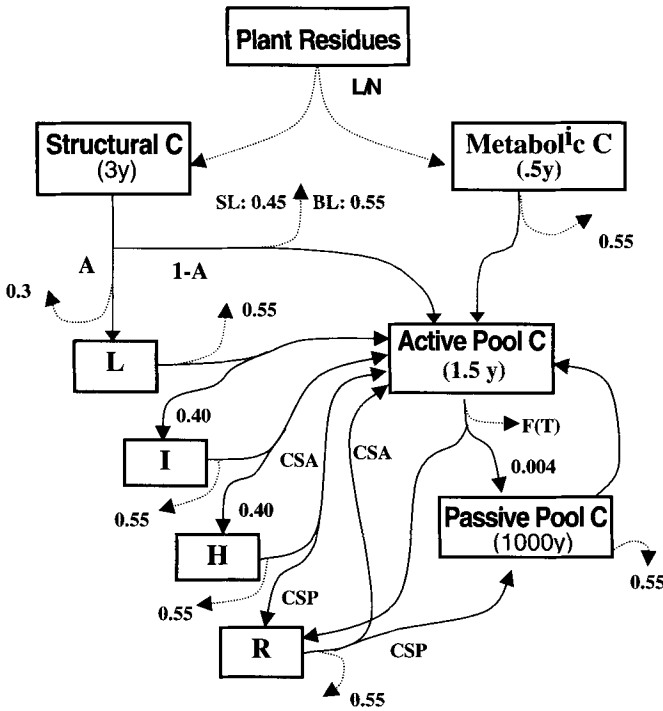 Plant Residues
L/N
Structural C
(3y)
Metabolic C
(.5y)
SL: 0.45 BL: 0.55
0.55
A
1-A
0.3
0.55
L
Active Pool C
(1.5 y)
0.40
F(T)
I
CSA
CSA
0.004
0.55
0.40
Passive Pool C
(1000y)
H
0.55
0.55
CSP
R
CSP
0.55